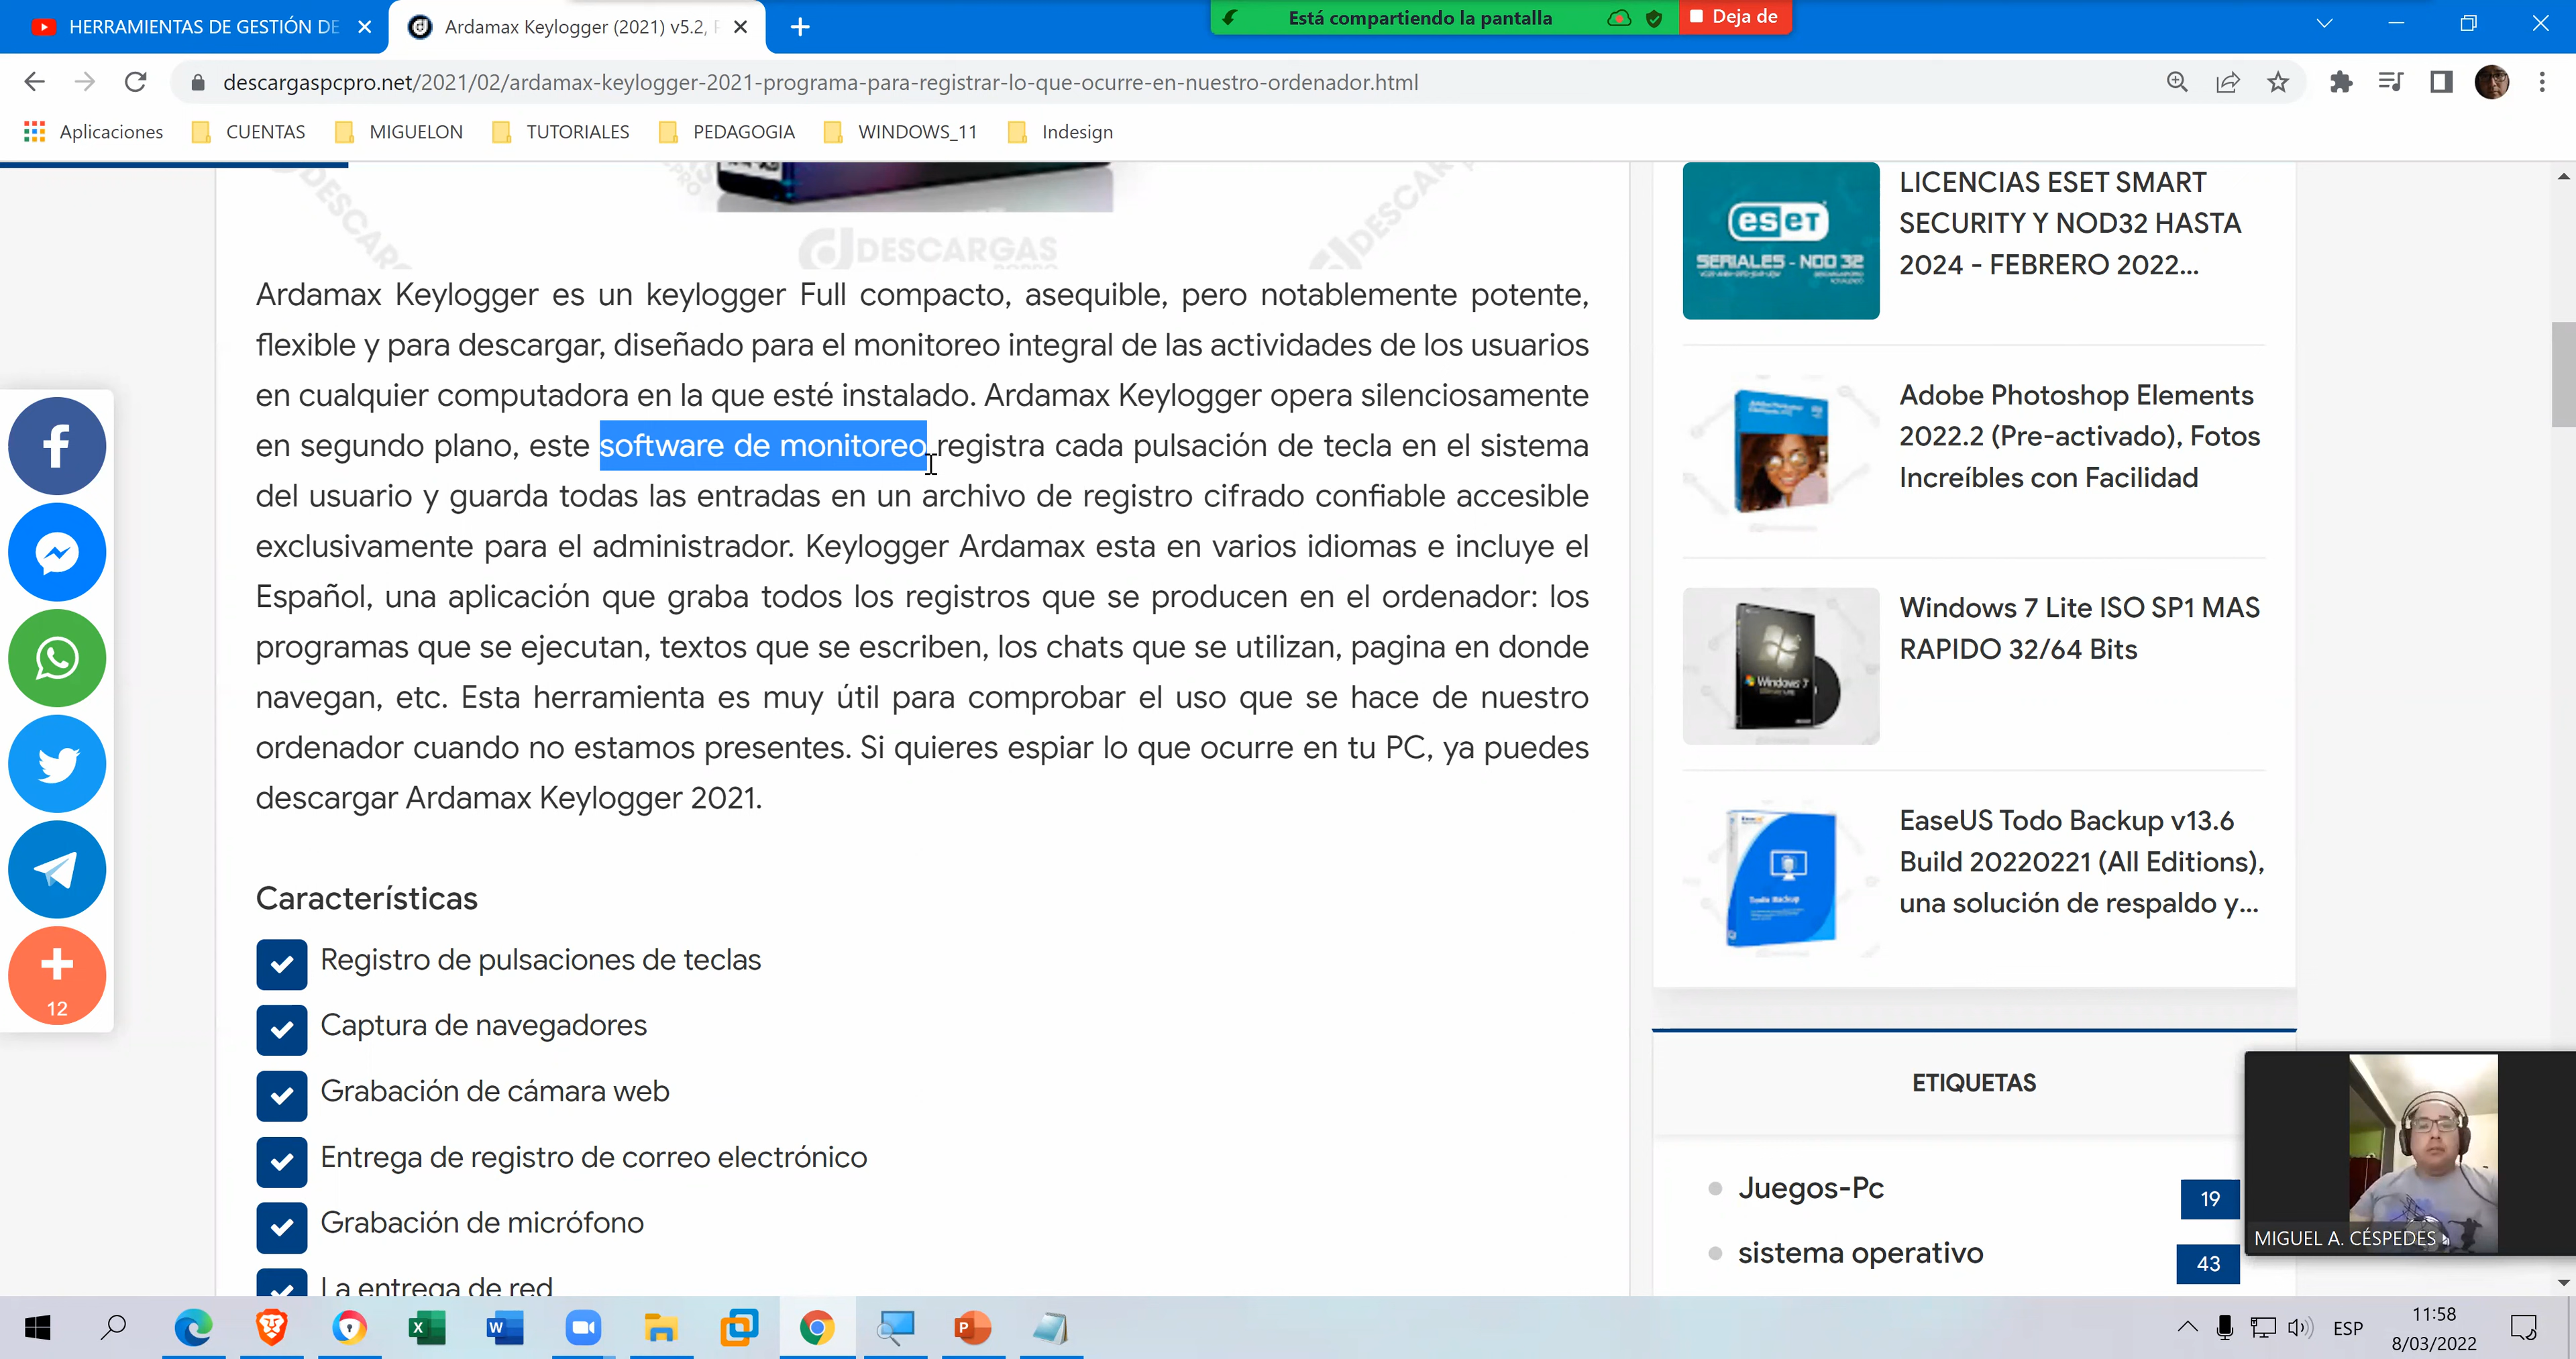 HERRAMIENTAS DE GESTIÓN DE
Ardamax Keylogger (2021) v5.2,
Está compartiendo la pantalla
Deja de
descargaspcpro.net/2021/02/ardamax-keylogger-2021-programa-para-registrar-lo-que-ocurre-en-nuestro-ordenador.html
Aplicaciones
CUENTAS
MIGUELON
TUTORIALES
PEDAGOGIA
WINDOWS_11
Indesign
DESCARGAS
Ardamax Keylogger es un keylogger Full compacto, asequible, pero notablemente potente,
flexible y para descargar, diseñado para el monitoreo integral de las actividades de los usuarios
en cualquier computadora en la que esté instalado. Ardamax Keylogger opera silenciosamente
en segundo plano, este software de monitoreo registra cada pulsación de tecla en el sistema
del usuario y guarda todas las entradas en un archivo de registro cifrado confiable accesible
exclusivamente para el administrador. Keylogger Ardamax esta en varios idiomas e incluye el
Español, una aplicación que graba todos los registros que se producen en el ordenador: los
programas que se ejecutan, textos que se escriben, los chats que se utilizan, pagina en donde
navegan, etc. Esta herramienta es muy útil para comprobar el uso que se hace de nuestro
ordenador cuando no estamos presentes. Si quieres espiar lo que ocurre en tu PC, ya puedes
descargar Ardamax Keylogger 2021.
Características
Registro de pulsaciones de teclas
Captura de navegadores
Grabación de cámara web
Entrega de registro de correo electrónico
Grabación de micrófono
La entrega de red
12
eset
SERIALES - NOD 32
LICENCIAS ESET SMART
SECURITY Y NOD32 HASTA
2024 - FEBRERO 2022...
Adobe Photoshop Elements
2022.2 (Pre-activado), Fotos
Increíbles con Facilidad
Windows 7
Windows 7 Lite ISO SP1 MAS
RAPIDO 32/64 Bits
Todo Backup
EaseUS Todo Backup v13.6
Build 20220221 (All Editions),
una solución de respaldo y...
ETIQUETAS
Juegos-Pc
19
sistema operativo
43
MIGUEL A. CÉSPEDES
ESP
11:58
8/03/2022